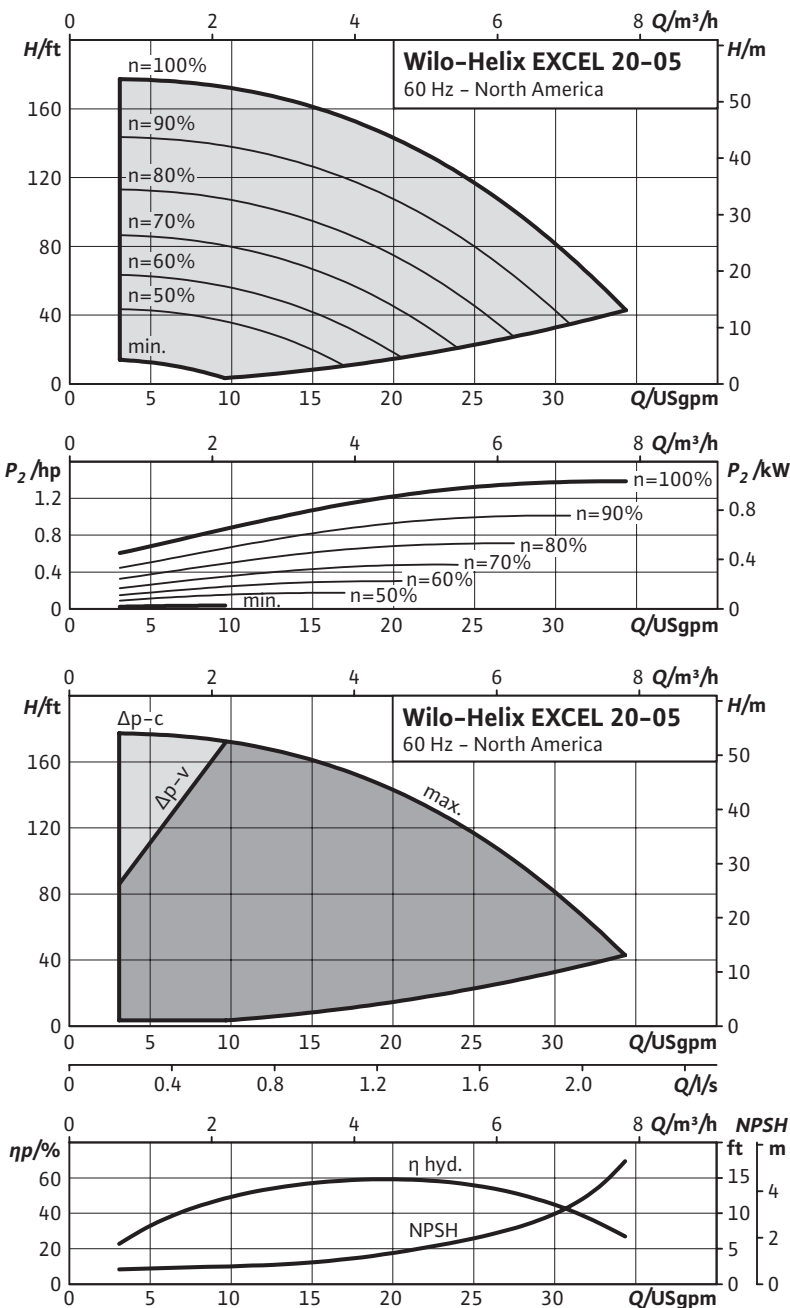 0 2 4 6 8 Q/m³/h
H/ft H/m
n=100% Wilo-Helix EXCEL 20-05
60 Hz - North America
160 50
n=90%
40
120 n=80%
30
n=70%
80
n=60% 20
n=50%
40
10
min.
0 0
5 10 15 20 25 30 Q/USgpm
0 2 4 6 8 Q/m³/h
P₂ /hp P₂ /kW
1.2 n=100%
0.8
n=90%
0.8
n=80%
0.4
n=70%
0.4
n=60%
n=50%
min.
0 0
0 5 10 15 20 25 30 Q/USgpm
0 2 4 6 8 Q/m³/h
H/ft H/m
Δp-c Wilo-Helix EXCEL 20-05
60 Hz - North America
160 50
Δp-v max.
40
120
30
80
20
40
10
0 0
0 5 10 15 20 25 30 Q/USgpm
0 0.4 0.8 1.2 1.6 2.0 Q/l/s
0 2 4 6 8 Q/m³/h NPSH
ηp/% ft m
60 η hyd. 15
4
40 10
NPSH
2
20 5
0 0 0
0 5 10 15 20 25 30 Q/USgpm